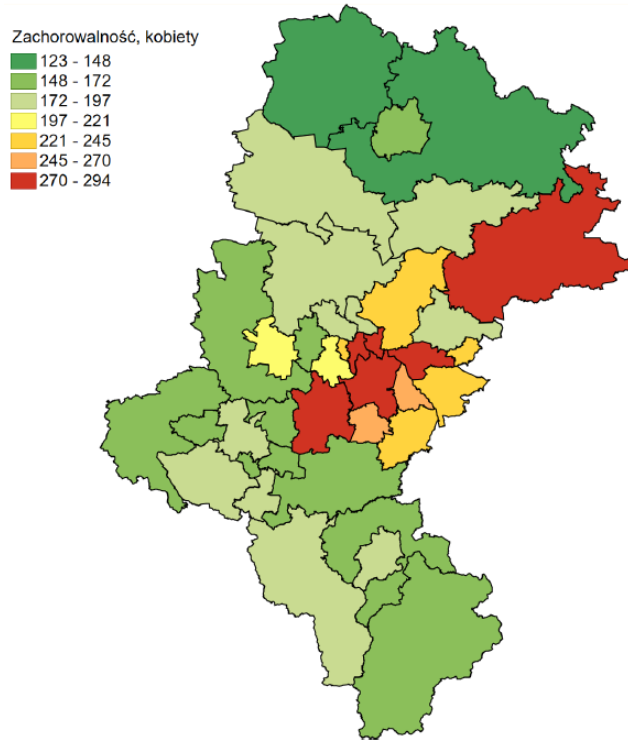 Zachorowalność, kobiety
123 - 148
148 - 172
172 - 197
197 - 221
221 - 245
245 - 270
270 - 294